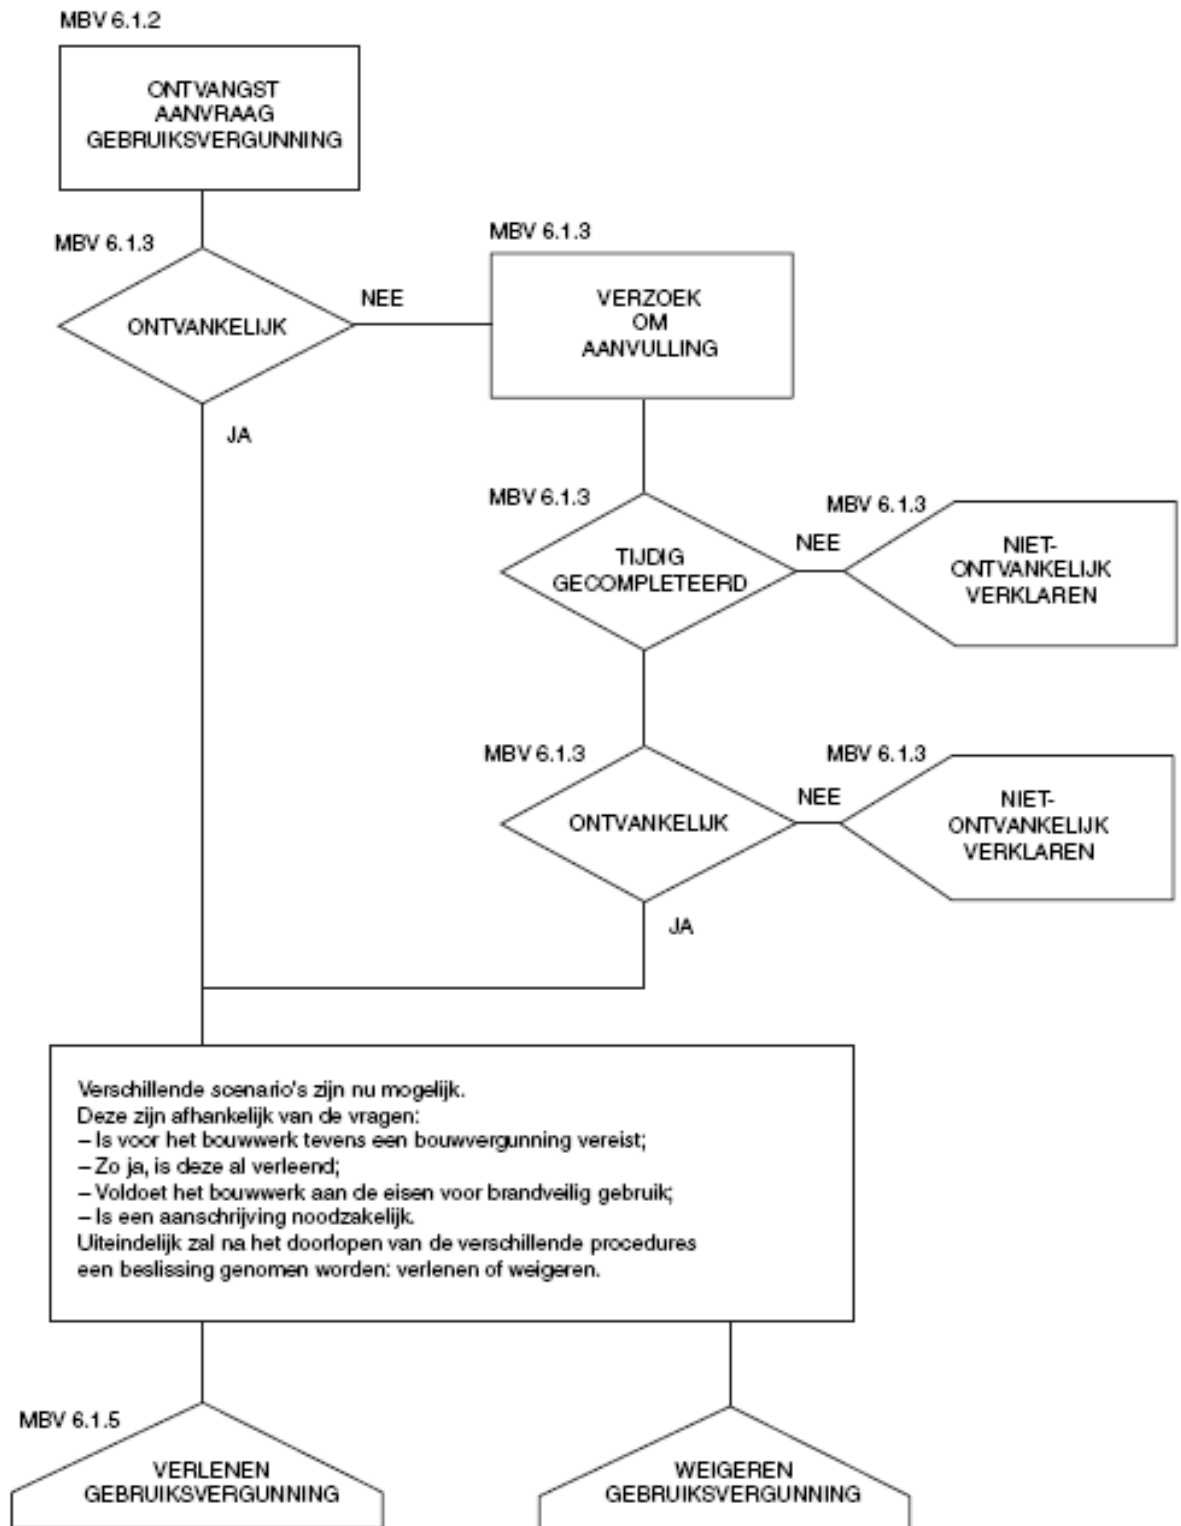 MBV 6.1.2
ONTVANGST
AANVRAAG
GEBRUIKSVERGUNNING
MBV 6.1.3
ONTVANKELIJK
NEE
JA
MBV 6.1.3
VERZOEK
OM
AANVULLING
MBV 6.1.3
TIJDIG
GECOMPLETEERD
NEE
MBV 6.1.3
NIET-
ONTVANKELIJK
VERKLAREN
MBV 6.1.3
ONTVANKELIJK
NEE
JA
MBV 6.1.3
NIET-
ONTVANKELIJK
VERKLAREN
Verschillende scenario's zijn nu mogelijk.
Deze zijn afhankelijk van de vragen:
– Is voor het bouwwerk tevens een bouwvergunning vereist;
– Zo ja, is deze al verleend;
– Voldoet het bouwwerk aan de eisen voor brandveilig gebruik;
– Is een aanschrijving noodzakelijk.
Uiteindelijk zal na het doorlopen van de verschillende procedures
een beslissing genomen worden: verlenen of weigeren.
MBV 6.1.5
VERLENEN
GEBRUIKSVERGUNNING
WEIGEREN
GEBRUIKSVERGUNNING